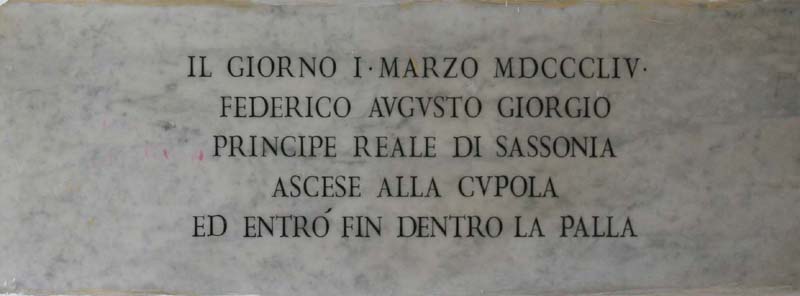 IL GIORNO I · MARZO MDCCCLIV ·
FEDERICO AVGVSTO GIORGIO
PRINCIPE REALE DI SASSONIA
ASCESE ALLA CVPOLA
ED ENTRÓ FIN DENTRO LA PALLA